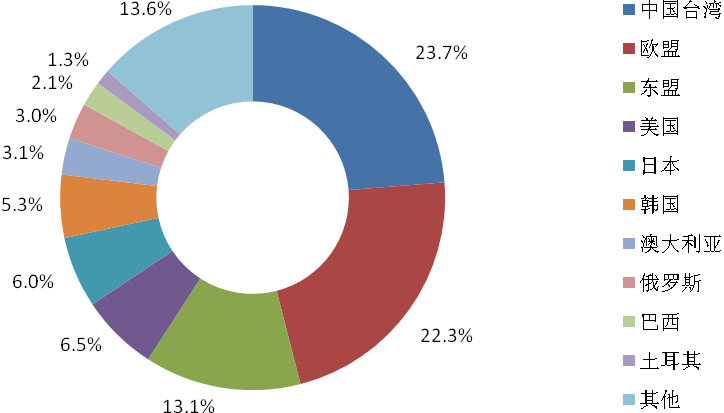 13.6%
中国台湾
欧盟
东盟
美国
日本
韩国
澳大利亚
俄罗斯
巴西
土耳其
其他
23.7%
1.3%
2.1%
3.0%
3.1%
5.3%
6.0%
6.5%
13.1%
22.3%